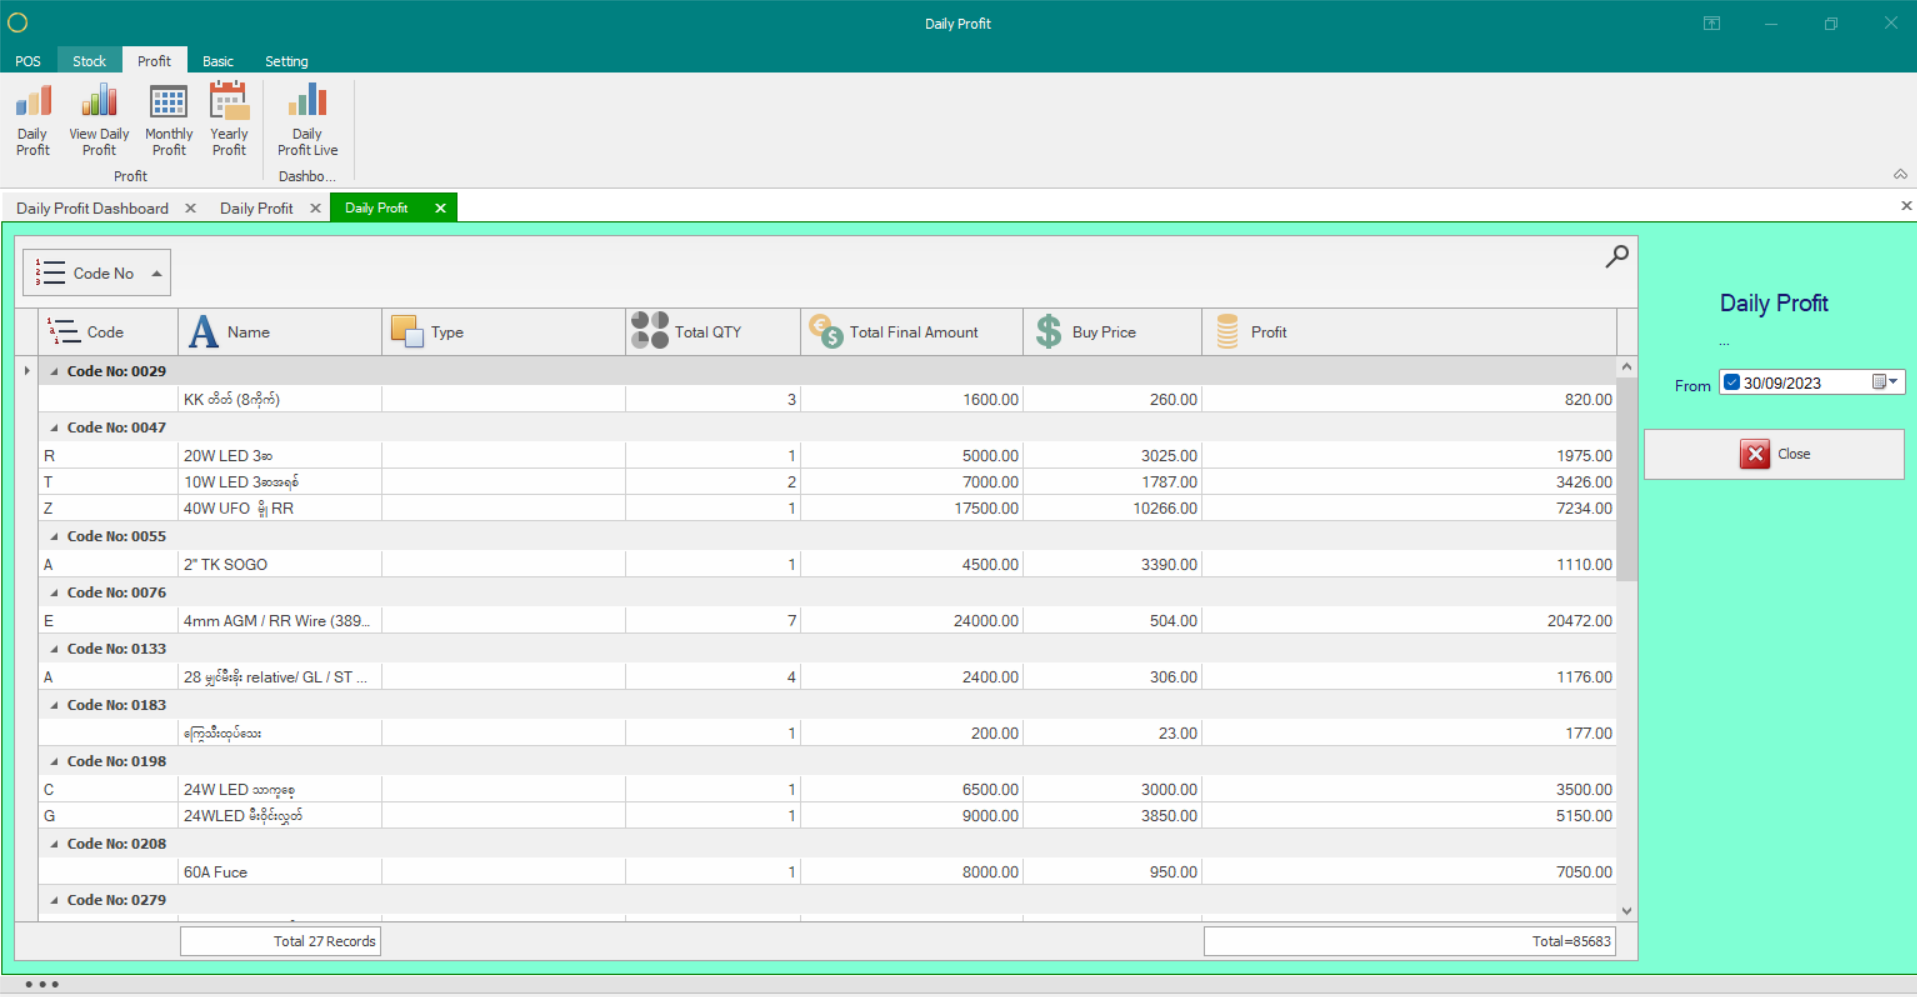 Daily Profit
POS Stock Profit Basic Setting
Daily Profit
View Daily Profit
Monthly Profit
Yearly Profit
Daily Profit Live
Profit
Dashbo...
Daily Profit Dashboard
Daily Profit
Daily Profit
Code No
Code Name Type Total QTY Total Final Amount Buy Price Profit
Code No: 0029
KK တိတ် (8ကိုက်) 3 1600.00 260.00 820.00
Code No: 0047
R 20W LED 3ဆ 1 5000.00 3025.00 1975.00
T 10W LED 3ဆအရစ် 2 7000.00 1787.00 3426.00
Z 40W UFO မှို RR 1 17500.00 10266.00 7234.00
Code No: 0055
A 2" TK SOGO 1 4500.00 3390.00 1110.00
Code No: 0076
E 4mm AGM / RR Wire (389... 7 24000.00 504.00 20472.00
Code No: 0133
A 28 မျှင်မီးခိုး relative/ GL / ST ... 4 2400.00 306.00 1176.00
Code No: 0183
ကြွေသီးထုပ်သေး 1 200.00 23.00 177.00
Code No: 0198
C 24W LED သာကူစေ့ 1 6500.00 3000.00 3500.00
G 24WLED မီးဝိုင်းလွှတ် 1 9000.00 3850.00 5150.00
Code No: 0208
60A Fuce 1 8000.00 950.00 7050.00
Code No: 0279
Total 27 Records
Total=85683
Daily Profit
...
From 30/09/2023
Close